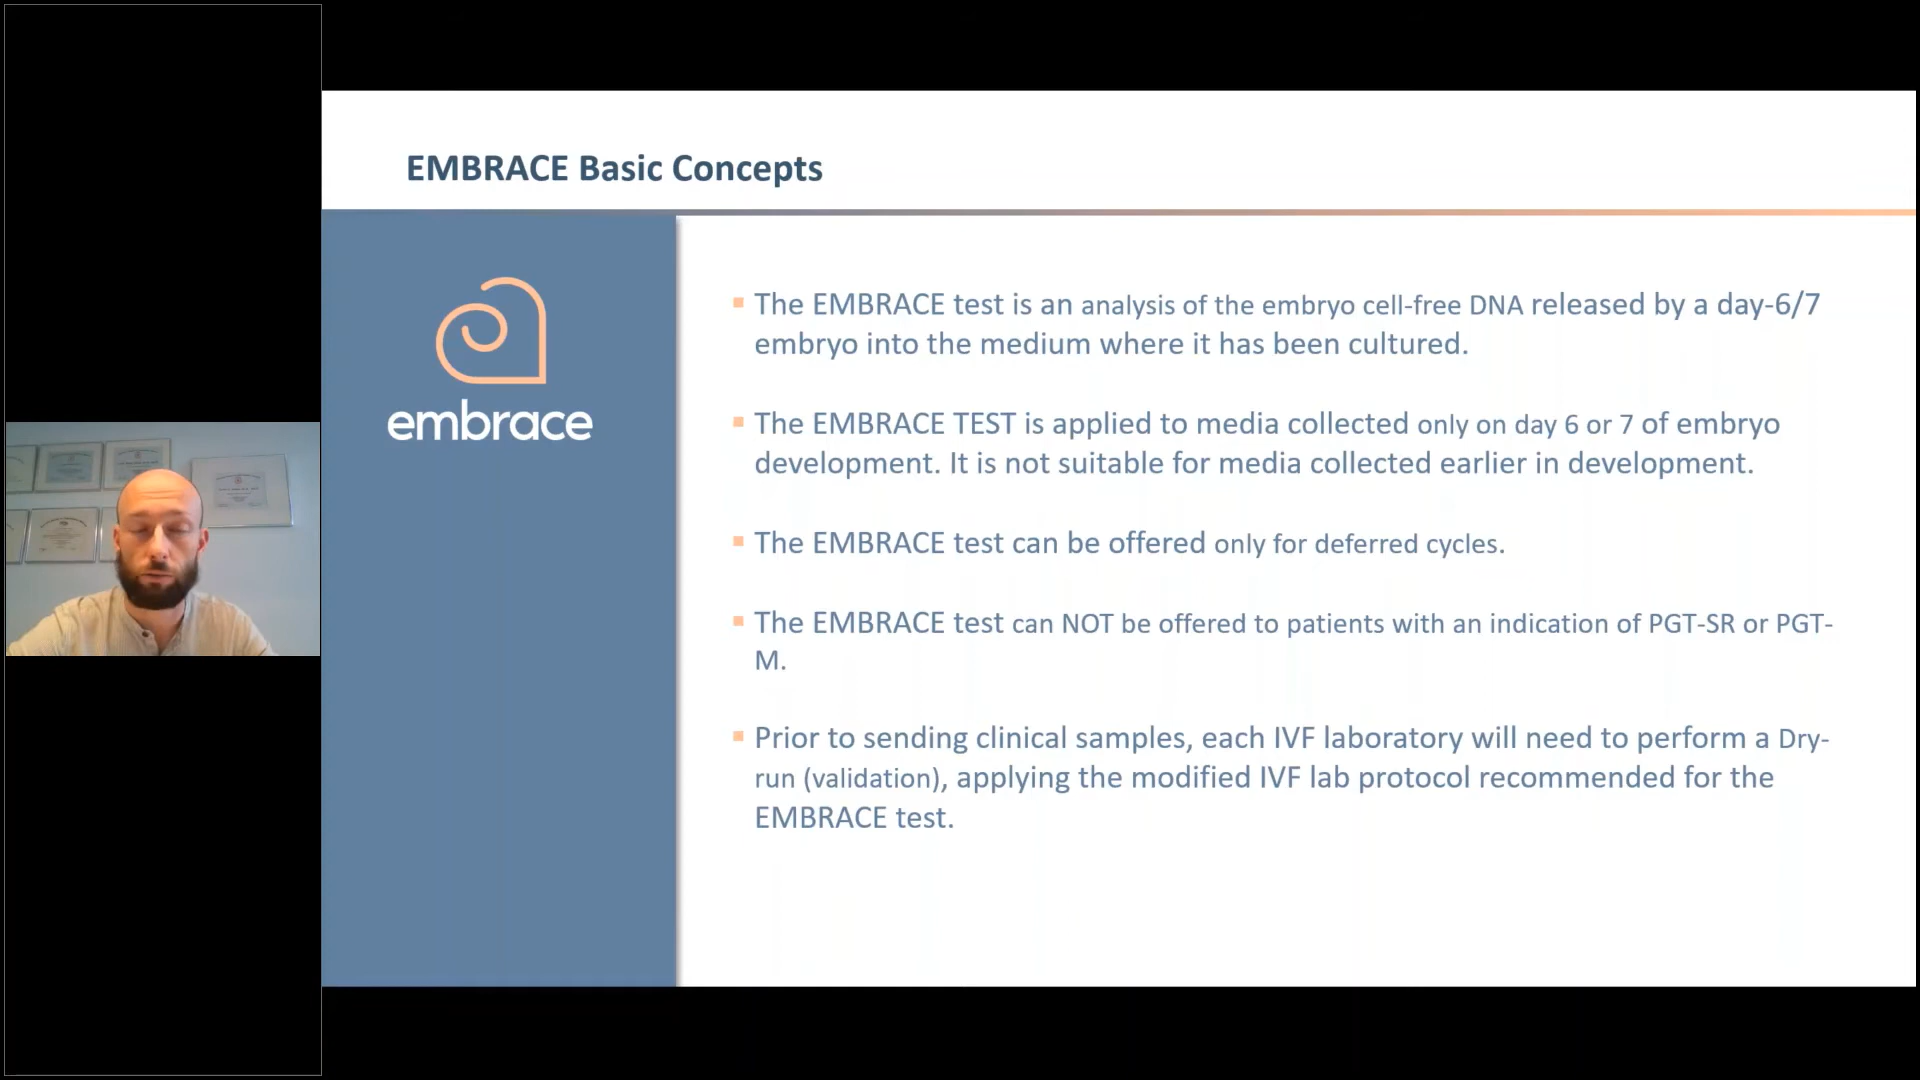 EMBRACE Basic Concepts
embrace
The EMBRACE test is an analysis of the embryo cell-free DNA released by a day-6/7
embryo into the medium where it has been cultured.
The EMBRACE TEST is applied to media collected only on day 6 or 7 of embryo
development. It is not suitable for media collected earlier in development.
The EMBRACE test can be offered only for deferred cycles.
The EMBRACE test can NOT be offered to patients with an indication of PGT-SR or PGT-
M.
Prior to sending clinical samples, each IVF laboratory will need to perform a Dry-
run (validation), applying the modified IVF lab protocol recommended for the
EMBRACE test.